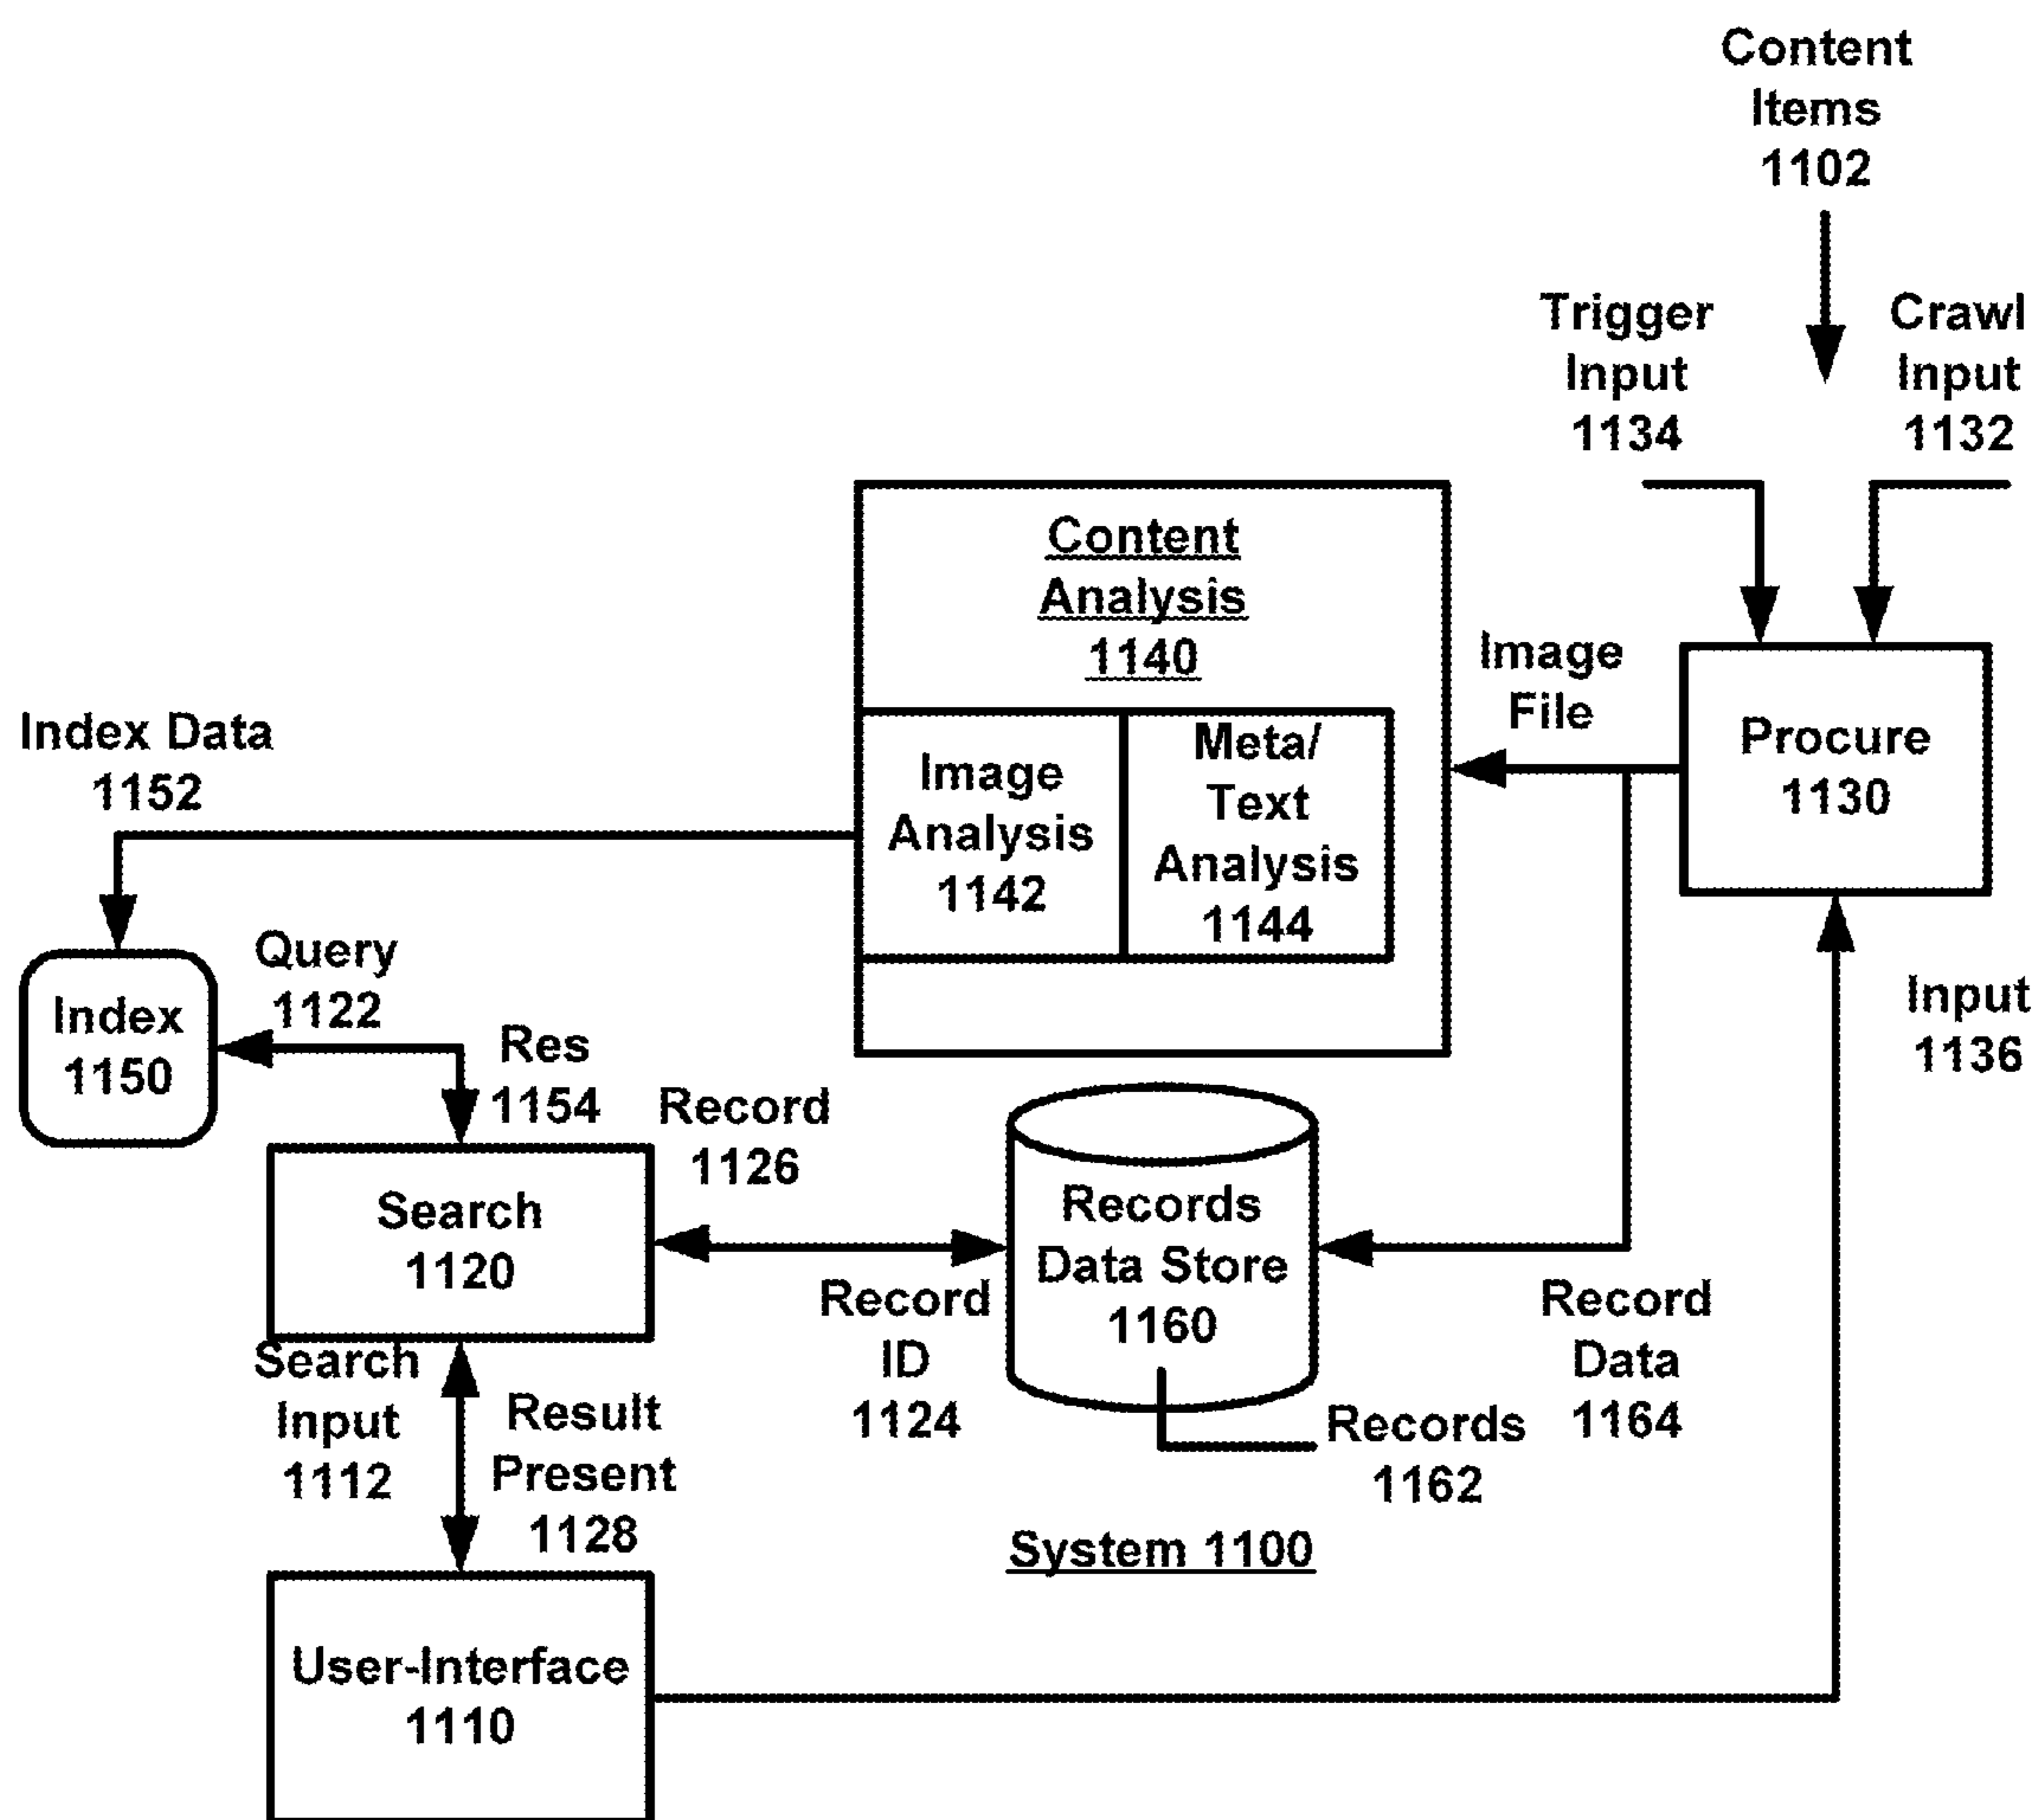 Content
Items
1102
Trigger
Input
1134
Crawl
Input
1132
Content
Analysis
1140
Image
File
Procure
1130
Index Data
1152
Image
Analysis
1142
Meta/
Text
Analysis
1144
Query
1122
Index
1150
Res
1154
Input
1136
Record
1126
Search
1120
Records
Data Store
1160
Record
ID
1124
Record
Data
1164
Search
Input
1112
Result
Present
1128
Records
1162
System 1100
User-Interface
1110